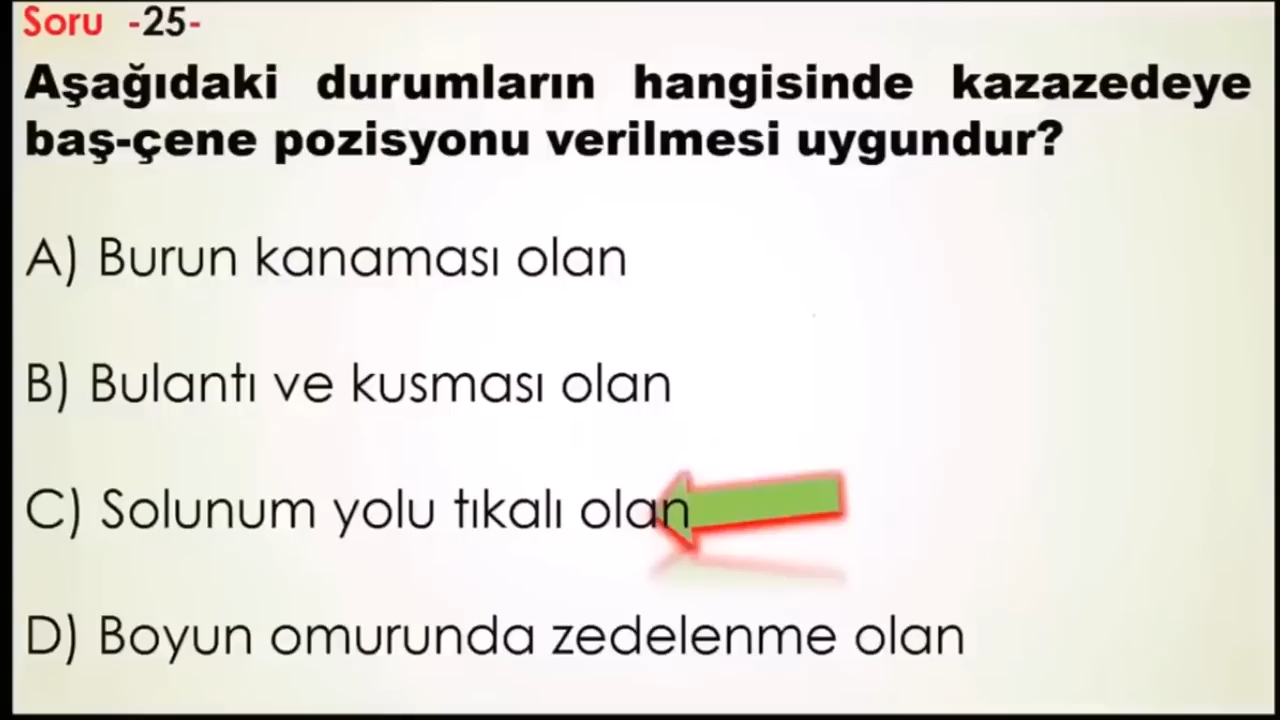 Soru -25-
Aşağıdaki durumların hangisinde kazazedeye
baş-çene pozisyonu verilmesi uygundur?
A) Burun kanaması olan
B) Bulantı ve kusması olan
C) Solunum yolu tıkalı olan
D) Boyun omurunda zedelenme olan